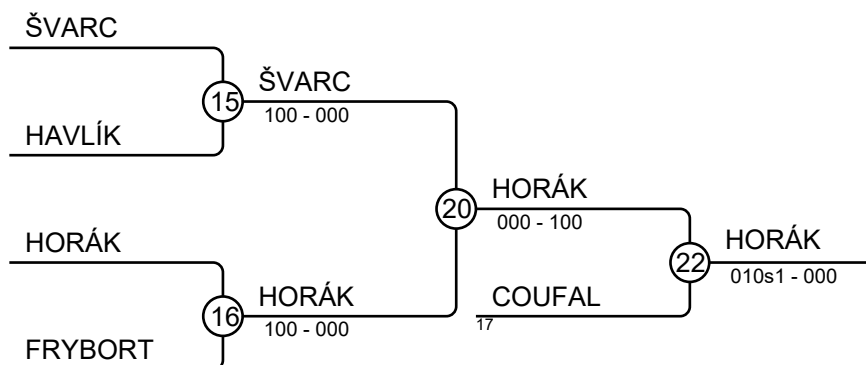 ŠVARC
15
ŠVARC
100 - 000
HAVLÍK
20
HORÁK
000 - 100
HORÁK
22
HORÁK
010s1 - 000
16
HORÁK
100 - 000
COUFAL
17
FRYBORT